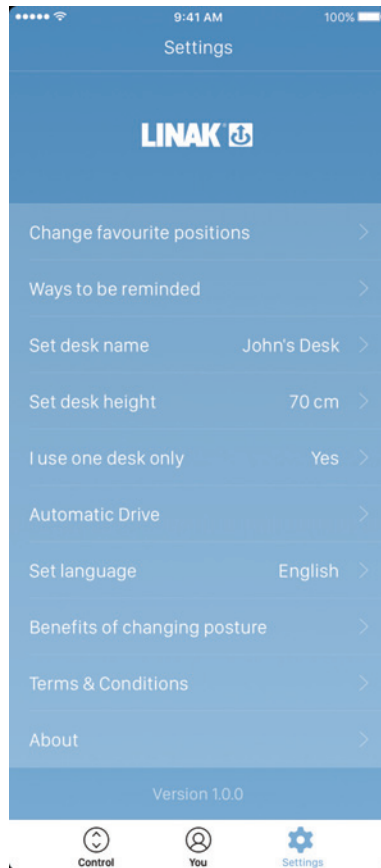 9:41 AM 100%
Settings
LINAK®
Change favourite positions
Ways to be reminded
Set desk name John's Desk
Set desk height 70 cm
I use one desk only Yes
Automatic Drive
Set language English
Benefits of changing posture
Terms & Conditions
About
Version 1.0.0
Control You Settings